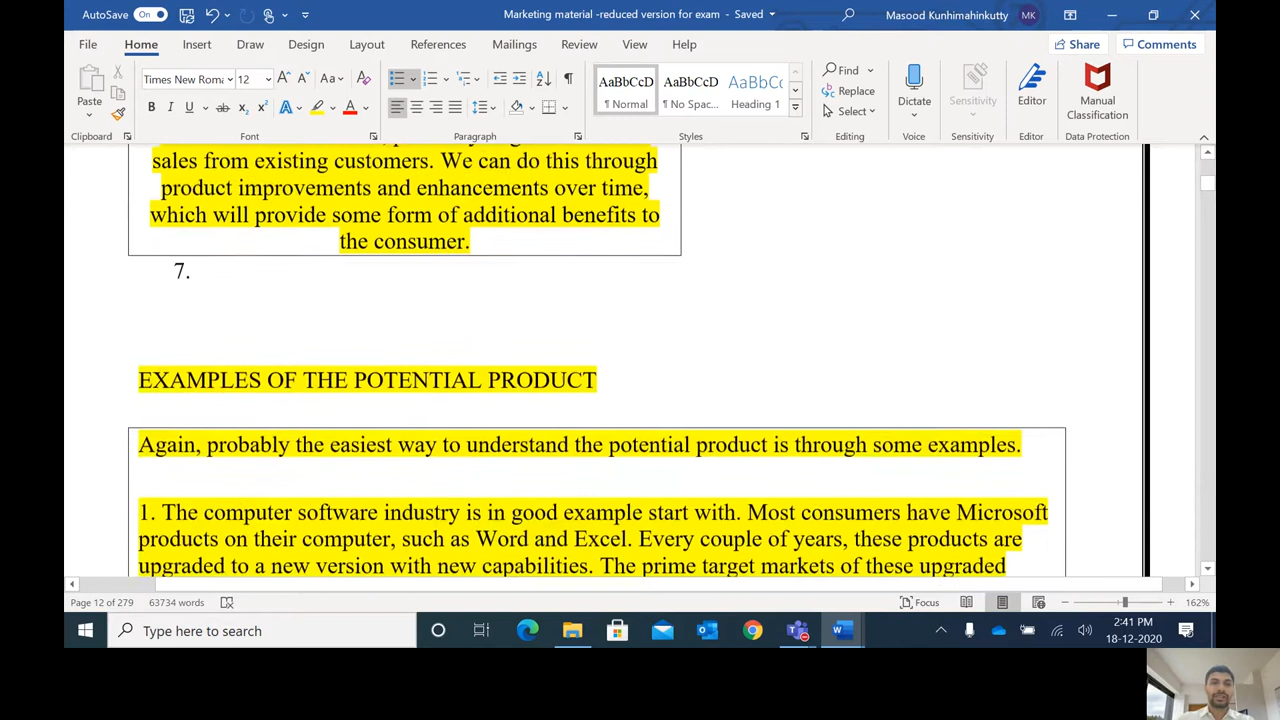 AutoSave On Marketing material -reduced version for exam - Saved Masood Kunhimahinkutty MK
File Home Insert Draw Design Layout References Mailings Review View Help Share Comments
Paste Times New Roma 12 Aa AaBbCcD AaBbCcD AaBbCc Find Replace Select Dictate Sensitivity Editor Manual Classification
¶ Normal ¶ No Spac... Heading 1
Clipboard Font Paragraph Styles Editing Voice Sensitivity Editor Data Protection
sales from existing customers. We can do this through
product improvements and enhancements over time,
which will provide some form of additional benefits to
the consumer.
7.
EXAMPLES OF THE POTENTIAL PRODUCT
Again, probably the easiest way to understand the potential product is through some examples.
1. The computer software industry is in good example start with. Most consumers have Microsoft
products on their computer, such as Word and Excel. Every couple of years, these products are
upgraded to a new version with new capabilities. The prime target markets of these upgraded
Page 12 of 279 63734 words Focus 162%
Type here to search 2:41 PM
18-12-2020